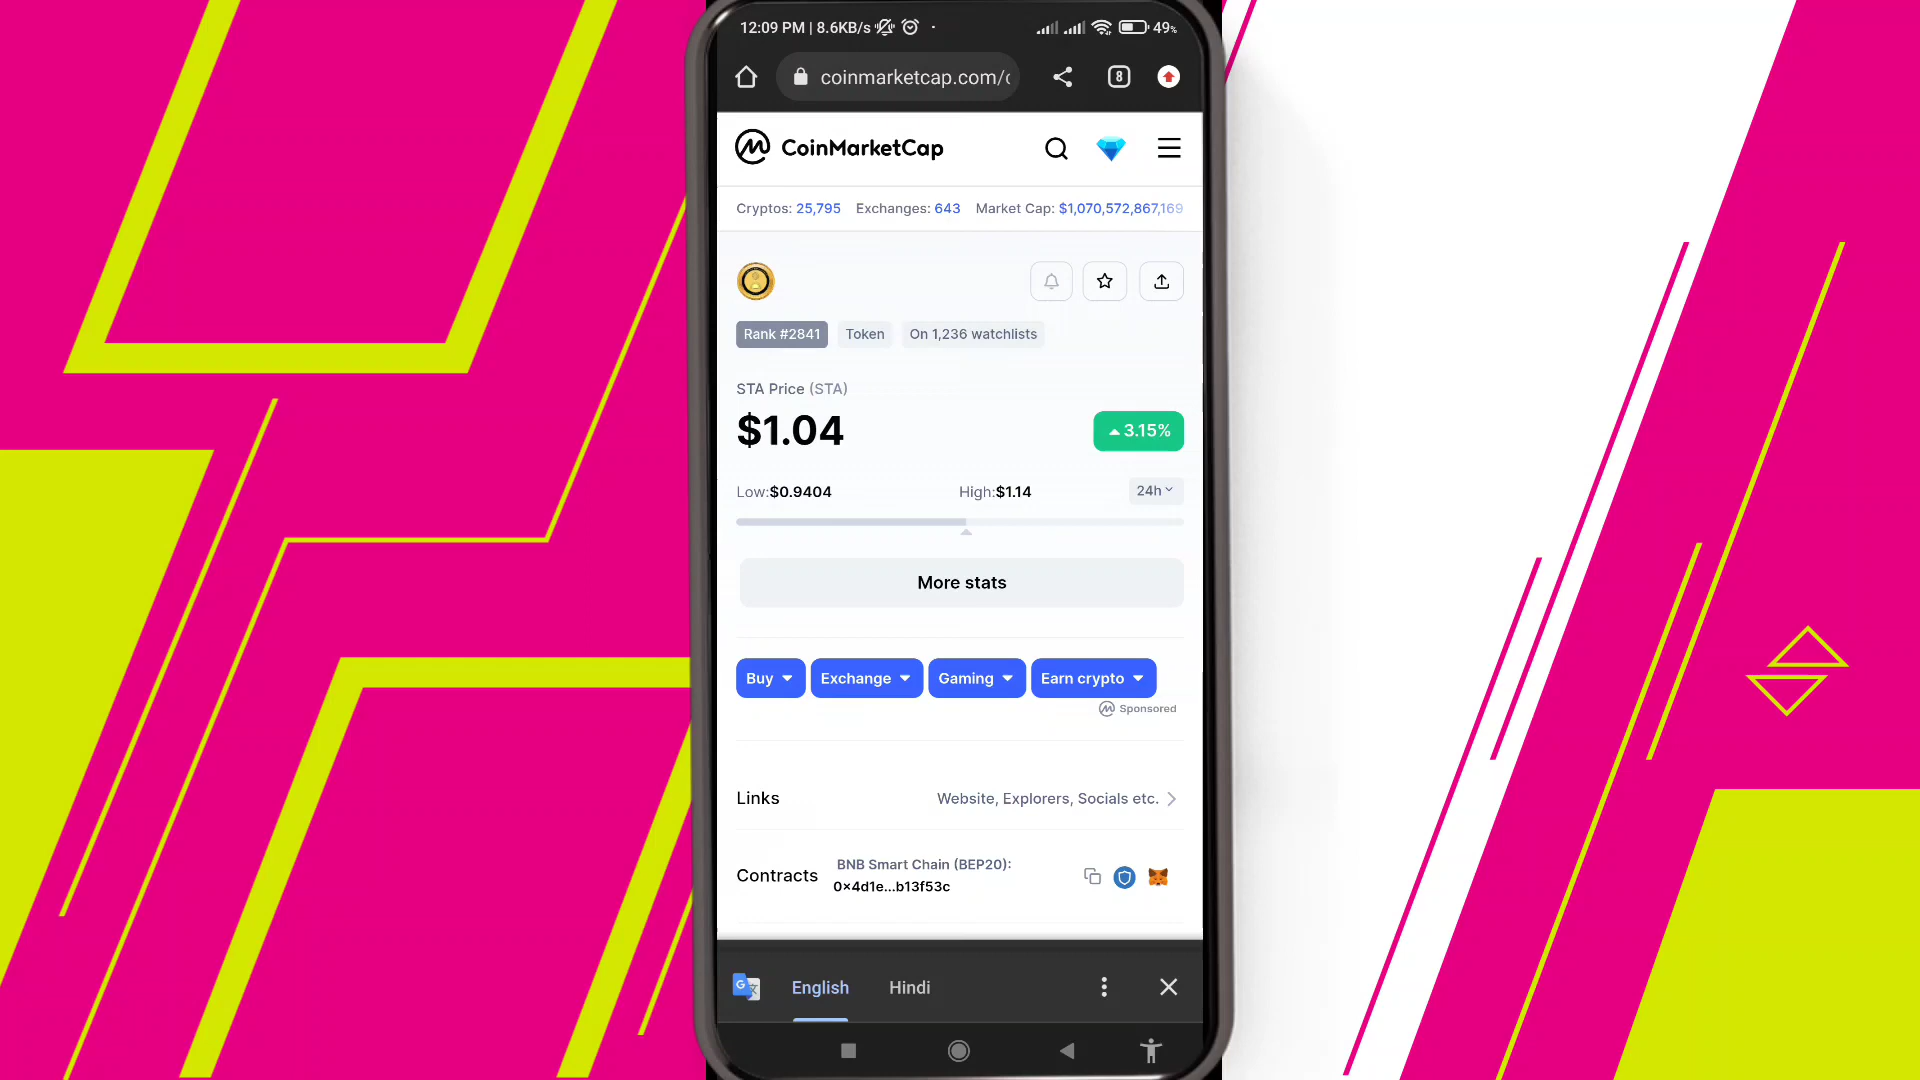 12:09 PM | 8.6KB/s 49%
coinmarketcap.com/c 8
CoinMarketCap
Cryptos: 25,795 Exchanges: 643 Market Cap: $1,070,572,867,169
Rank #2841 Token On 1,236 watchlists
STA Price (STA)
$1.04 3.15%
Low:$0.9404 High:$1.14 24h
More stats
Buy Exchange Gaming Earn crypto
Sponsored
Links Website, Explorers, Socials etc.
BNB Smart Chain (BEP20):
Contracts
0x4d1e...b13f53c
English Hindi